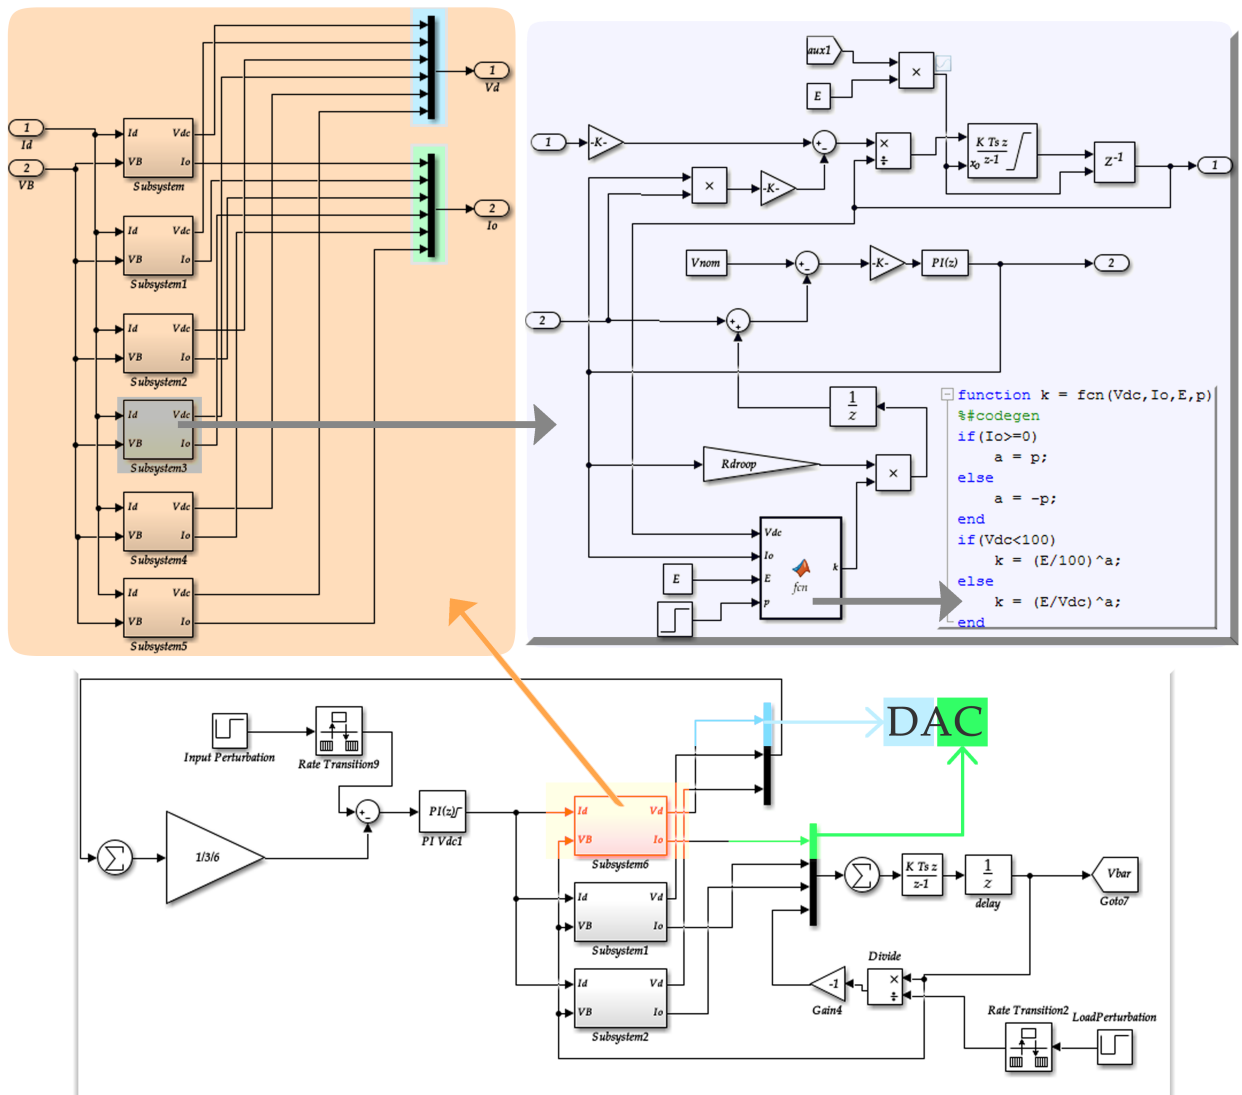 1
Id
2
VB
Id
Vdc
VB
Io
Subsystem
Id
Vdc
VB
Io
Subsystem1
Id
Vdc
VB
Io
Subsystem2
Id
Vdc
VB
Io
Subsystem3
Id
Vdc
VB
Io
Subsystem4
Id
Vdc
VB
Io
Subsystem5
1
Vd
2
Io
aux1
E
×
1
-K-
+
-
×
÷
K Ts z
z-1
xo
z-1
1
×
-K-
Vnom
+
-
-K-
PI(z)
2
2
+
+
1
z
Rdroop
×
Vdc
Io
E
p
k
fcn
E
function k = fcn(Vdc,Io,E,p)
%#codegen
if(Io>=0)
a = p;
else
a = -p;
end
if(Vdc<100)
k = (E/100)^a;
else
k = (E/Vdc)^a;
end
Input Perturbation
Rate Transition9
Σ
1/3/6
+
-
PI(z)
PI Vdc1
Id
Vd
VB
Io
Subsystem6
Id
Vd
VB
Io
Subsystem1
Id
Vd
VB
Io
Subsystem2
DAC
Σ
K Ts z
z-1
1
z
delay
Vbar
Goto7
Divide
×
÷
-1
Gain4
Rate Transition2
LoadPerturbation